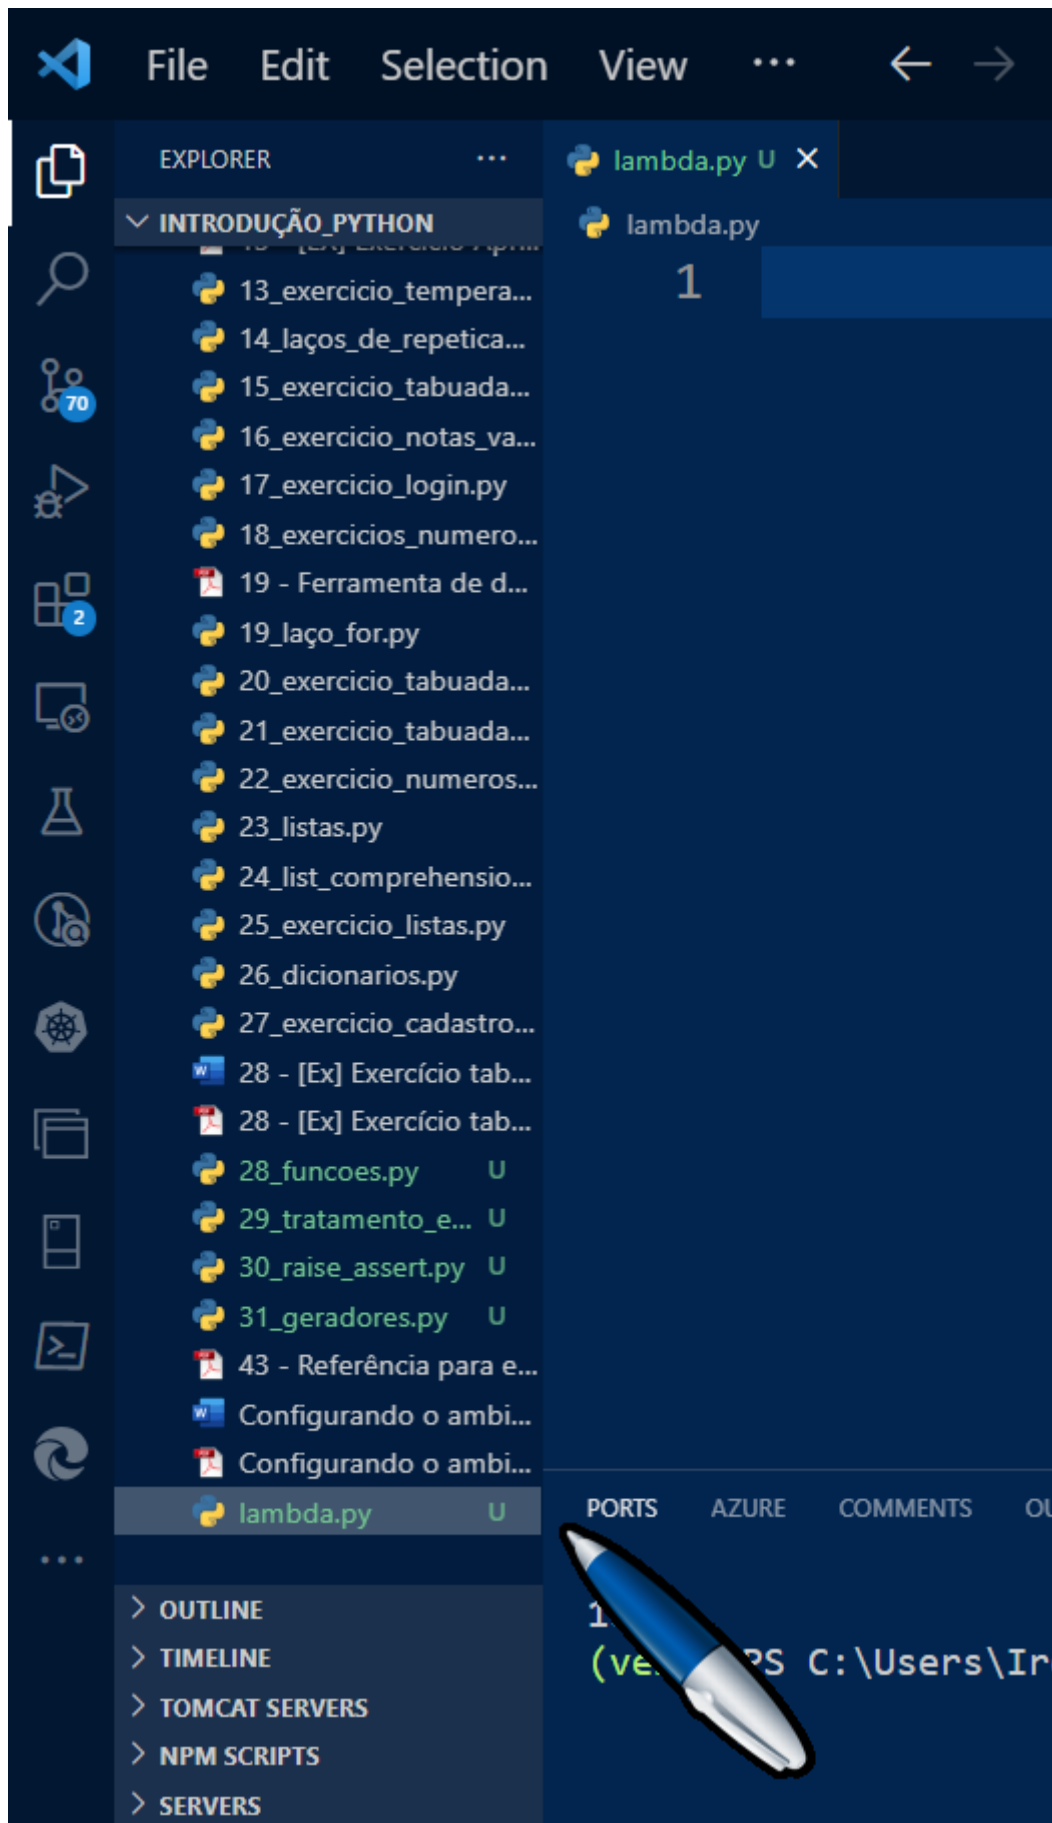 File Edit Selection View ...
EXPLORER ...
lambda.py U
INTRODUÇÃO_PYTHON
lambda.py
1
13_exercicio_tempera...
14_laços_de_repetica...
15_exercicio_tabuada...
16_exercicio_notas_va...
70
17_exercicio_login.py
18_exercicios_numero...
19 - Ferramenta de d...
2
19_laço_for.py
20_exercicio_tabuada...
21_exercicio_tabuada...
22_exercicio_numeros...
23_listas.py
24_list_comprehensio...
25_exercicio_listas.py
26_dicionarios.py
27_exercicio_cadastro...
28 - [Ex] Exercício tab...
28 - [Ex] Exercício tab...
28_funcoes.py U
29_tratamento_e... U
30_raise_assert.py U
31_geradores.py U
43 - Referência para e...
Configurando o ambi...
Configurando o ambi...
lambda.py U
PORTS AZURE COMMENTS
OUTLINE
TIMELINE
TOMCAT SERVERS
NPM SCRIPTS
SERVERS
1
PS C:\Users\